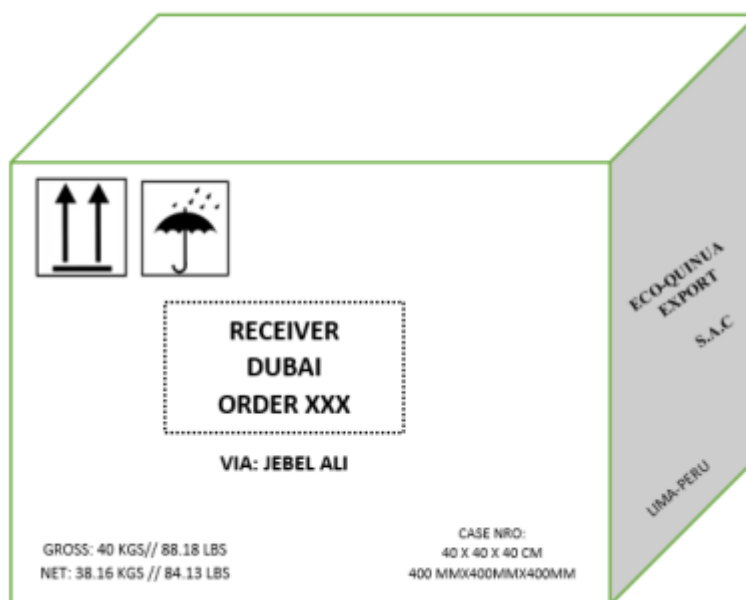 RECEIVER
DUBAI
ORDER XXX
VIA: JEBEL ALI
GROSS: 40 KGS// 88.18 LBS
NET: 38.16 KGS // 84.13 LBS
CASE NRO:
40 X 40 X 40 CM
400 MMX400MMX400MM
ECO-QUINUA
EXPORT
S.A.C
LIMA-PERU